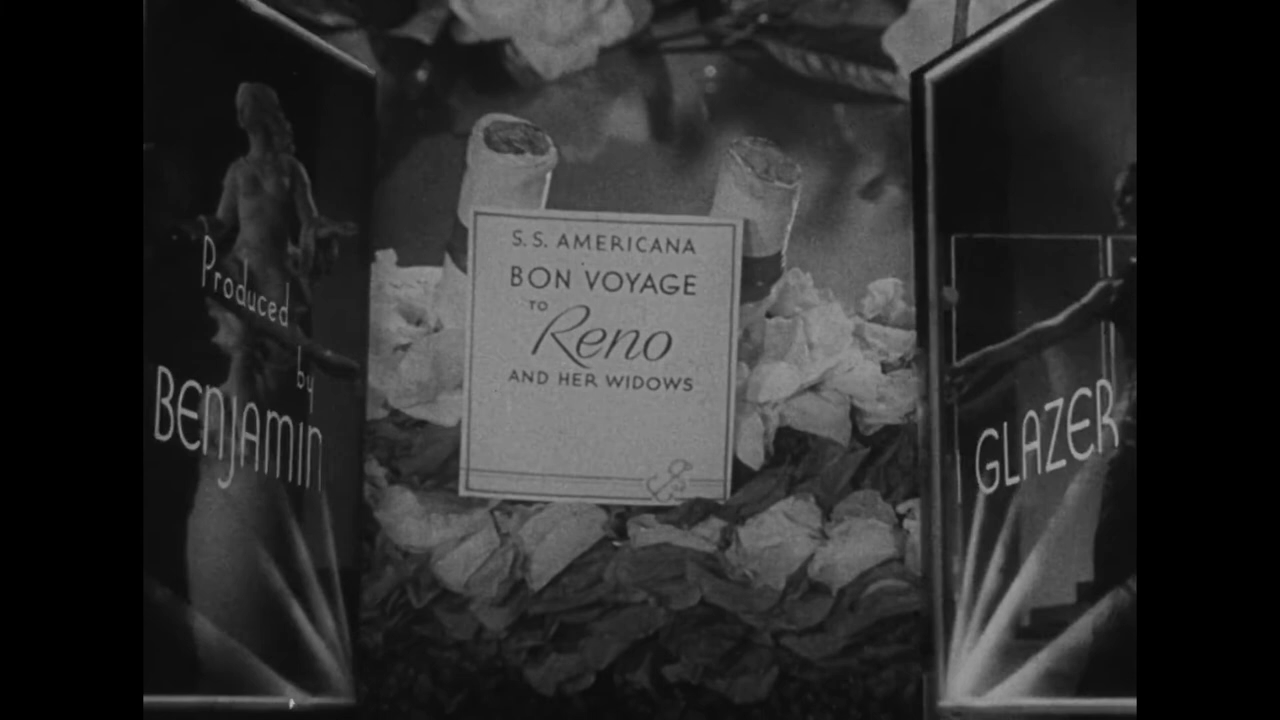 Produced
by
BENJAMIN
GLAZER
S.S. AMERICANA
BON VOYAGE
TO
Reno
AND HER WIDOWS